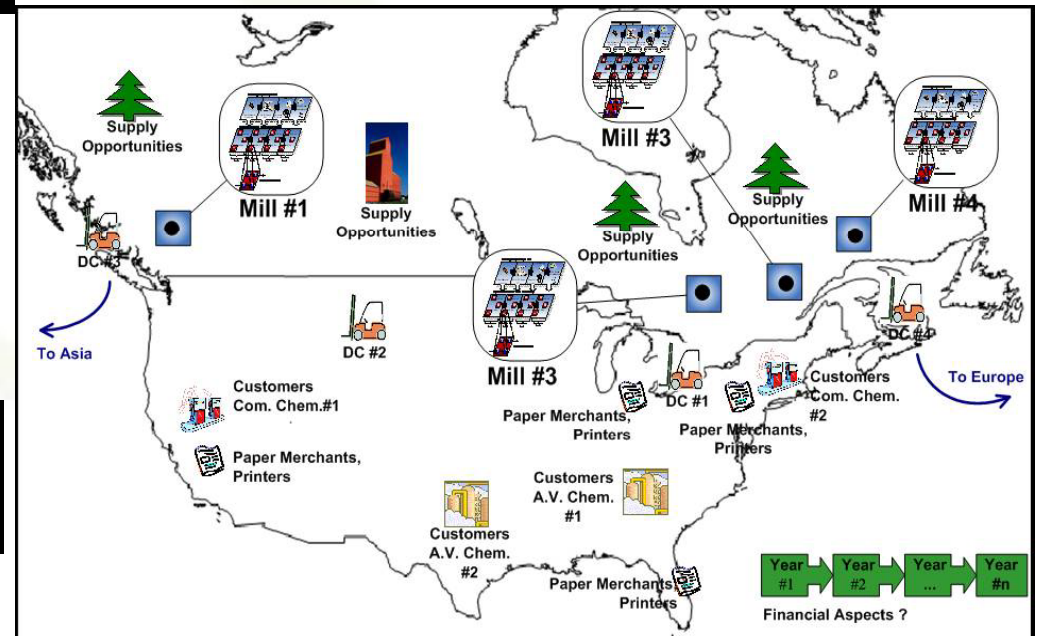 Mill #3
Supply
Opportunities
Mill #1
Supply
Opportunities
Supply
Opportunities
Supply
Opportunities
Mill #4
DC #3
To Asia
DC #2
Mill #3
DC #1
DC #4
To Europe
Customers
Com. Chem.#1
Paper Merchants,
Printers
Paper Merchants,
Printers
Paper Merchants,
Printers
Customers
Com. Chem.
#2
Customers
A.V. Chem.
#1
Customers
A.V. Chem.
#2
Paper Merchants,
Printers
Year
#1
Year
#2
Year
...
Year
#n
Financial Aspects ?